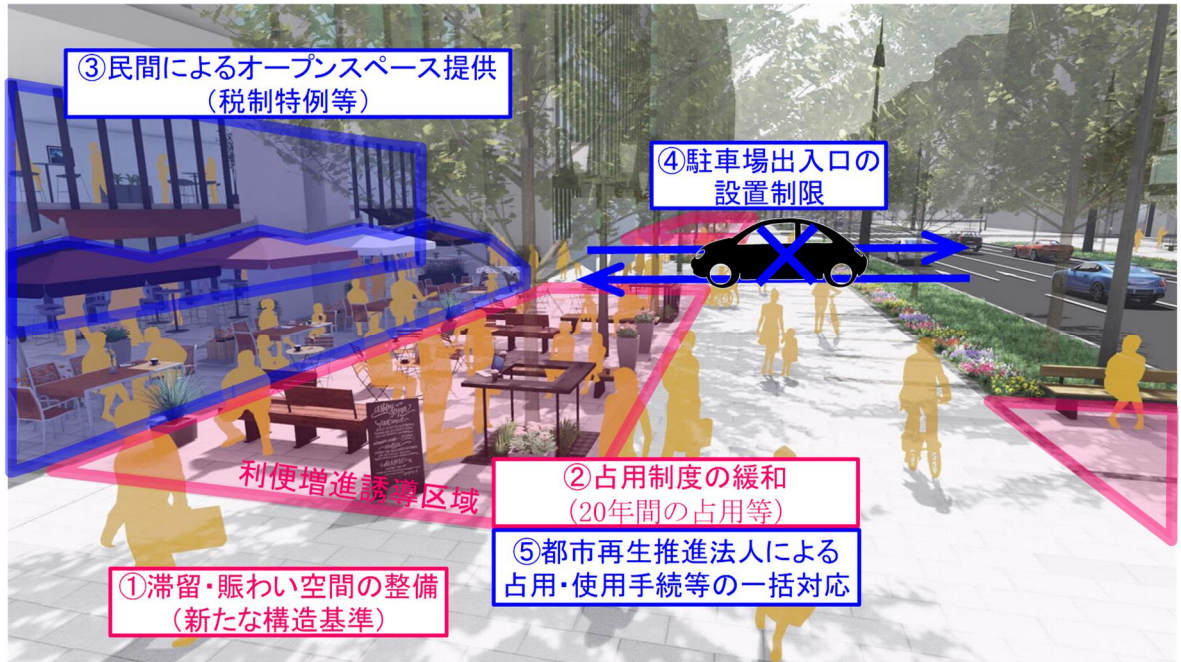 ③民間によるオープンスペース提供
（税制特例等）
④駐車場出入口の
設置制限
利便増進誘導区域
②占用制度の緩和
（20年間の占用等）
⑤都市再生推進法人による
占用・使用手続等の一括対応
①滞留・賑わい空間の整備
（新たな構造基準）